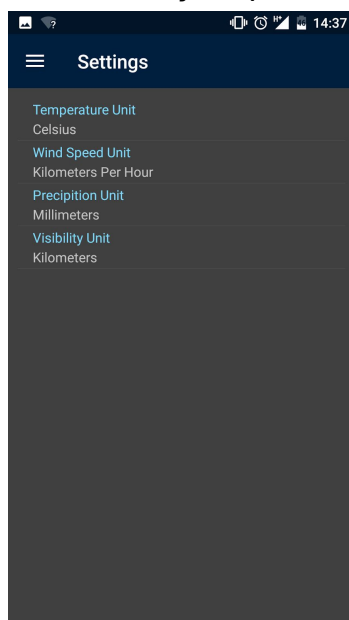 14:37
Settings
Temperature Unit
Celsius
Wind Speed Unit
Kilometers Per Hour
Precipition Unit
Millimeters
Visibility Unit
Kilometers